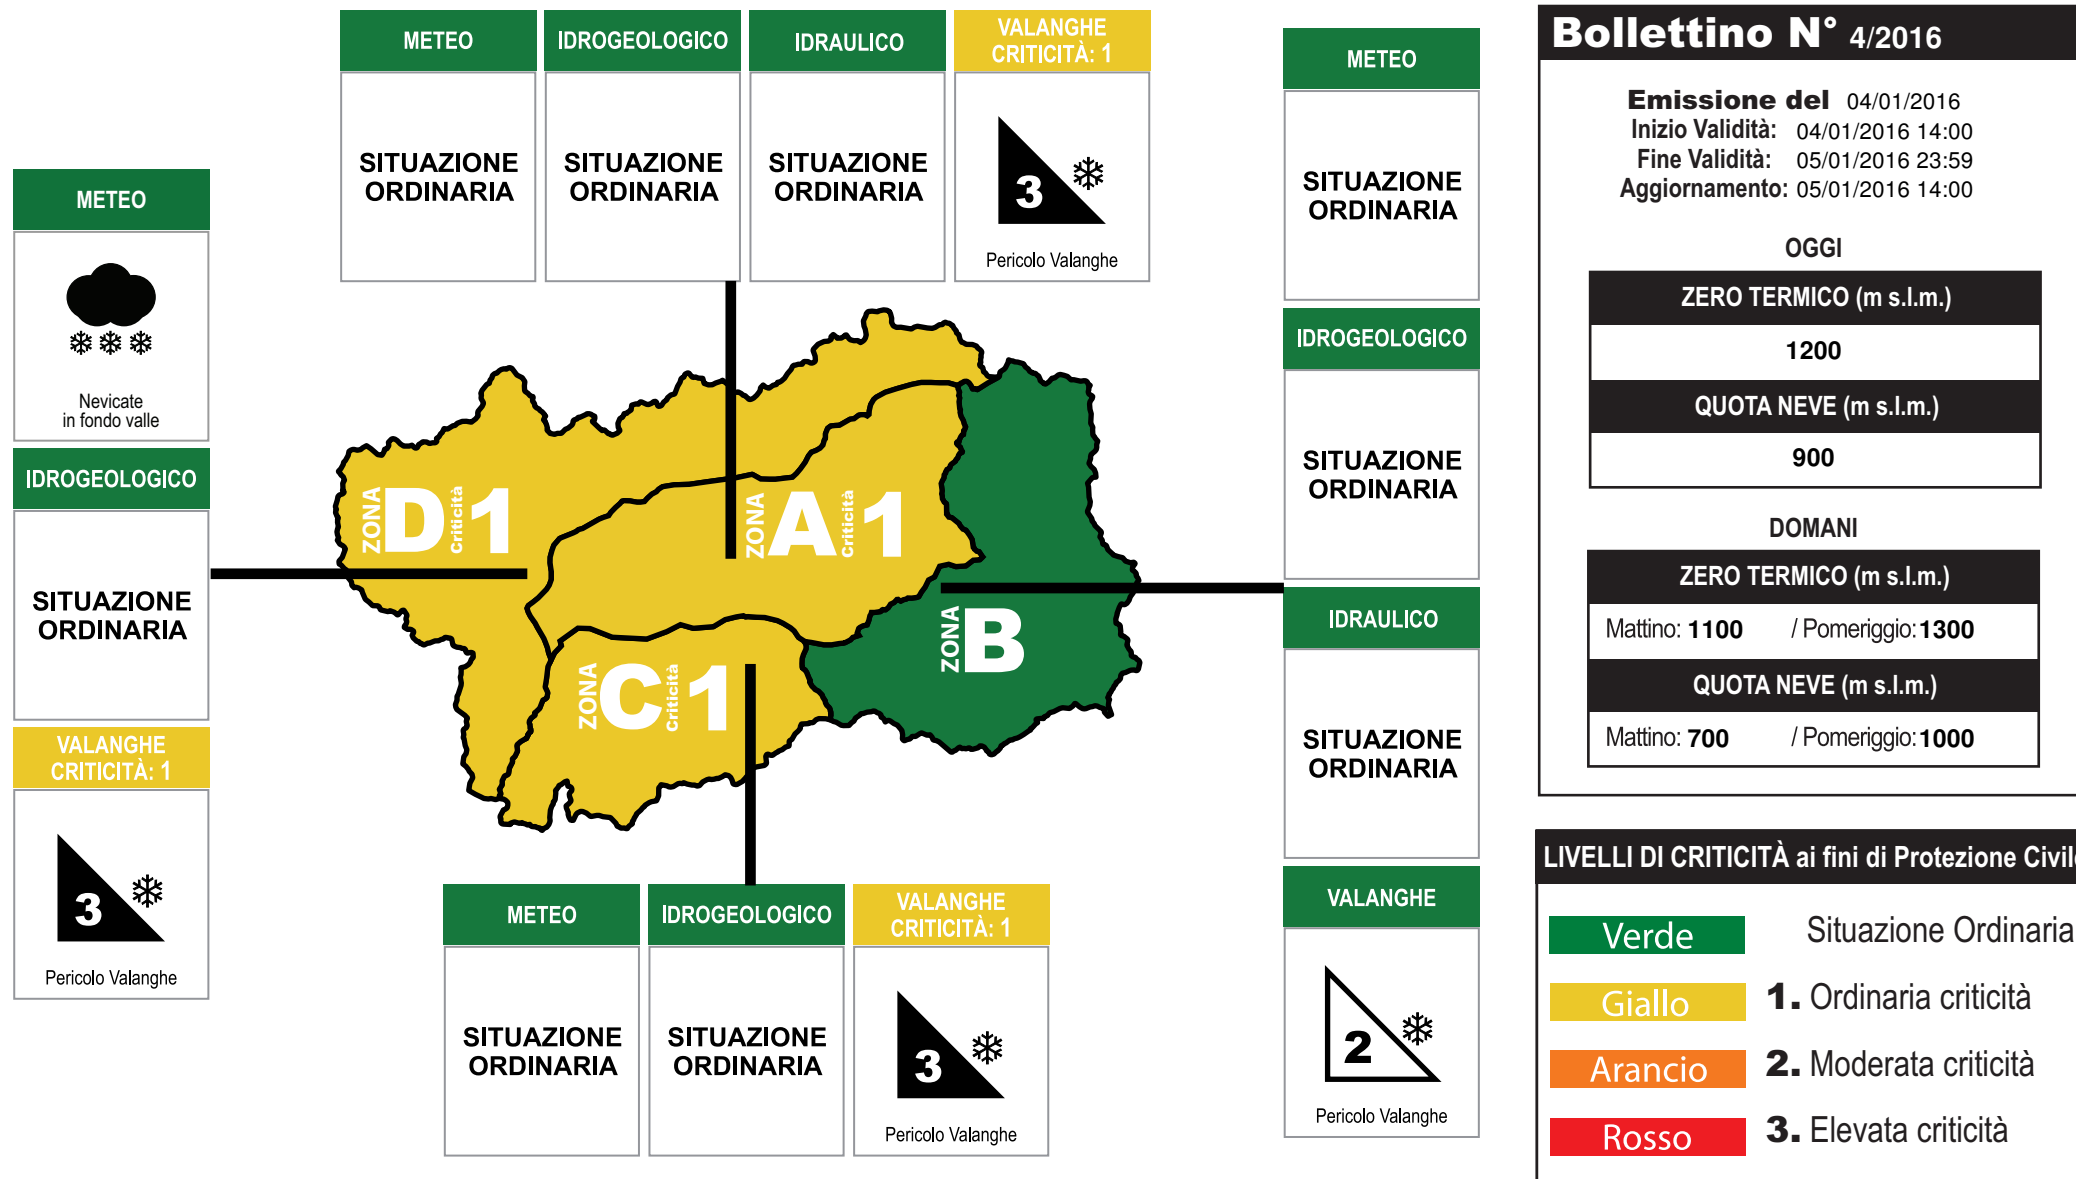 METEO
IDROGEOLOGICO
IDRAULICO
VALANGHE
CRITICITÀ: 1
SITUAZIONE
ORDINARIA
SITUAZIONE
ORDINARIA
SITUAZIONE
ORDINARIA
3
Pericolo Valanghe
METEO
Nevicate
in fondo valle
IDROGEOLOGICO
SITUAZIONE
ORDINARIA
VALANGHE
CRITICITÀ: 1
3
Pericolo Valanghe
ZONA D Criticità 1
ZONA A Criticità 1
ZONA B
ZONA C Criticità 1
METEO
IDROGEOLOGICO
VALANGHE
CRITICITÀ: 1
SITUAZIONE
ORDINARIA
SITUAZIONE
ORDINARIA
3
Pericolo Valanghe
METEO
SITUAZIONE
ORDINARIA
IDROGEOLOGICO
SITUAZIONE
ORDINARIA
IDRAULICO
SITUAZIONE
ORDINARIA
VALANGHE
2
Pericolo Valanghe
Bollettino N° 4/2016
Emissione del 04/01/2016
Inizio Validità: 04/01/2016 14:00
Fine Validità: 05/01/2016 23:59
Aggiornamento: 05/01/2016 14:00
OGGI
ZERO TERMICO (m s.l.m.)
1200
QUOTA NEVE (m s.l.m.)
900
DOMANI
ZERO TERMICO (m s.l.m.)
Mattino: 1100 / Pomeriggio: 1300
QUOTA NEVE (m s.l.m.)
Mattino: 700 / Pomeriggio: 1000
LIVELLI DI CRITICITÀ ai fini di Protezione Civile
Verde Situazione Ordinaria
Giallo 1. Ordinaria criticità
Arancio 2. Moderata criticità
Rosso 3. Elevata criticità